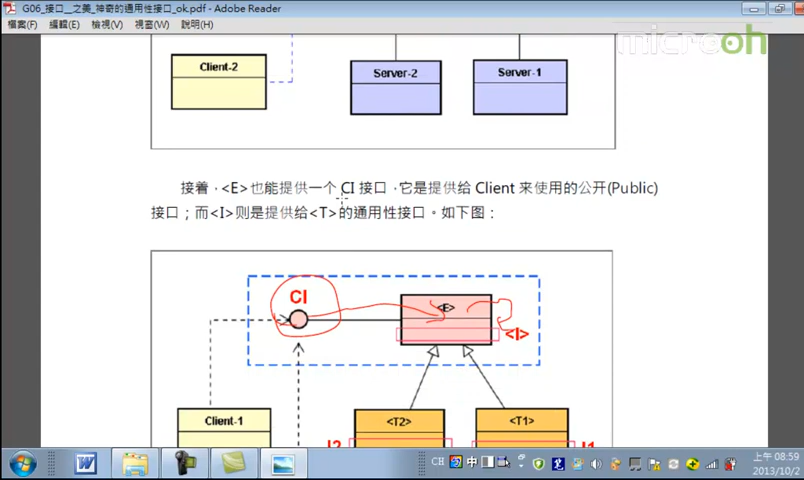 G06_接口__之美_神奇的通用性接口_ok.pdf - Adobe Reader
檔案(F) 編輯(E) 檢視(V) 視窗(W) 說明(H)
microoh
Client-2
Server-2
Server-1
接着，<E>也能提供一个 CI 接口，它是提供给 Client 来使用的公开(Public)
接口；而<I>则是提供给<T>的通用性接口。如下图：
CI
<E>
<I>
Client-1
<T2>
<T1>
I2
I1
CH
中
上午 08:59
2013/10/2